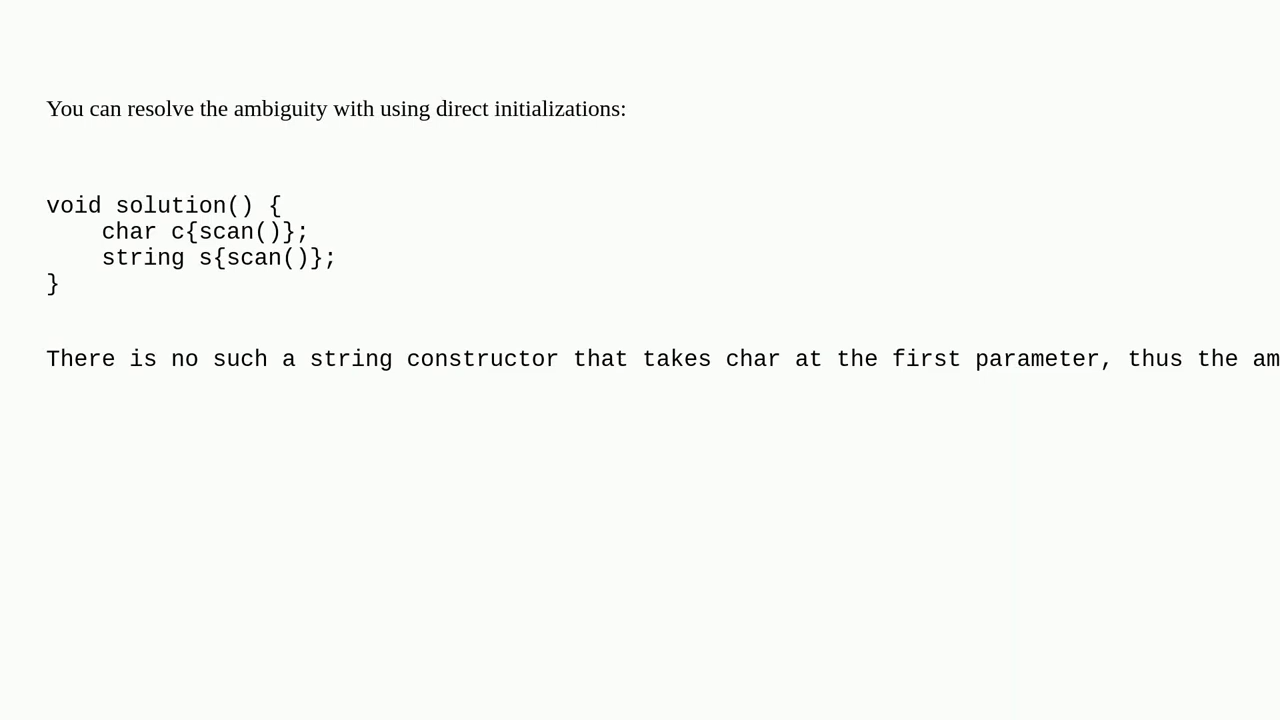 You can resolve the ambiguity with using direct initializations:
void solution() {
    char c{scan()};
    string s{scan()};
}
There is no such a string constructor that takes char at the first parameter, thus the